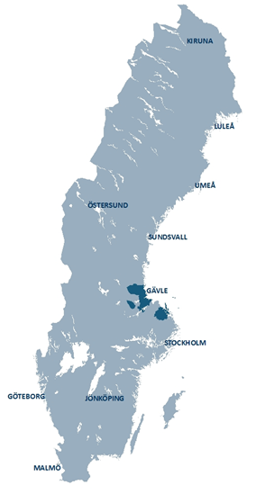 KIRUNA
LULEÅ
UMEÅ
ÖSTERSUND
SUNDSVALL
GÄVLE
STOCKHOLM
GÖTEBORG
JÖNKÖPING
MALMÖ